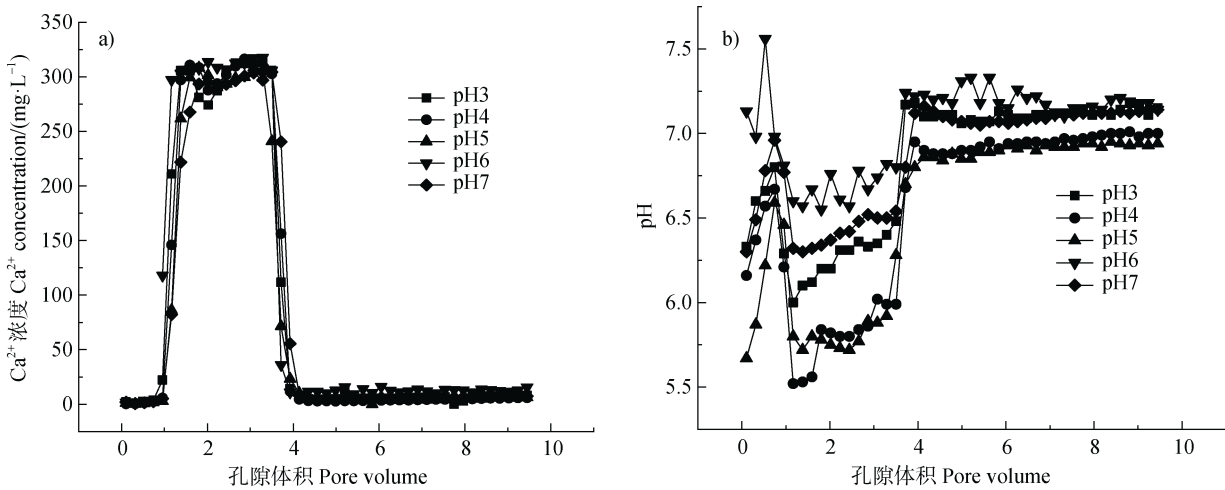 a)
350
300
250
200
150
100
50
0
Ca²⁺浓度 Ca²⁺ concentration/(mg·L⁻¹)
pH3
pH4
pH5
pH6
pH7
0 2 4 6 8 10
孔隙体积 Pore volume
b)
7.5
7.0
6.5
6.0
5.5
pH
pH3
pH4
pH5
pH6
pH7
0 2 4 6 8 10
孔隙体积 Pore volume